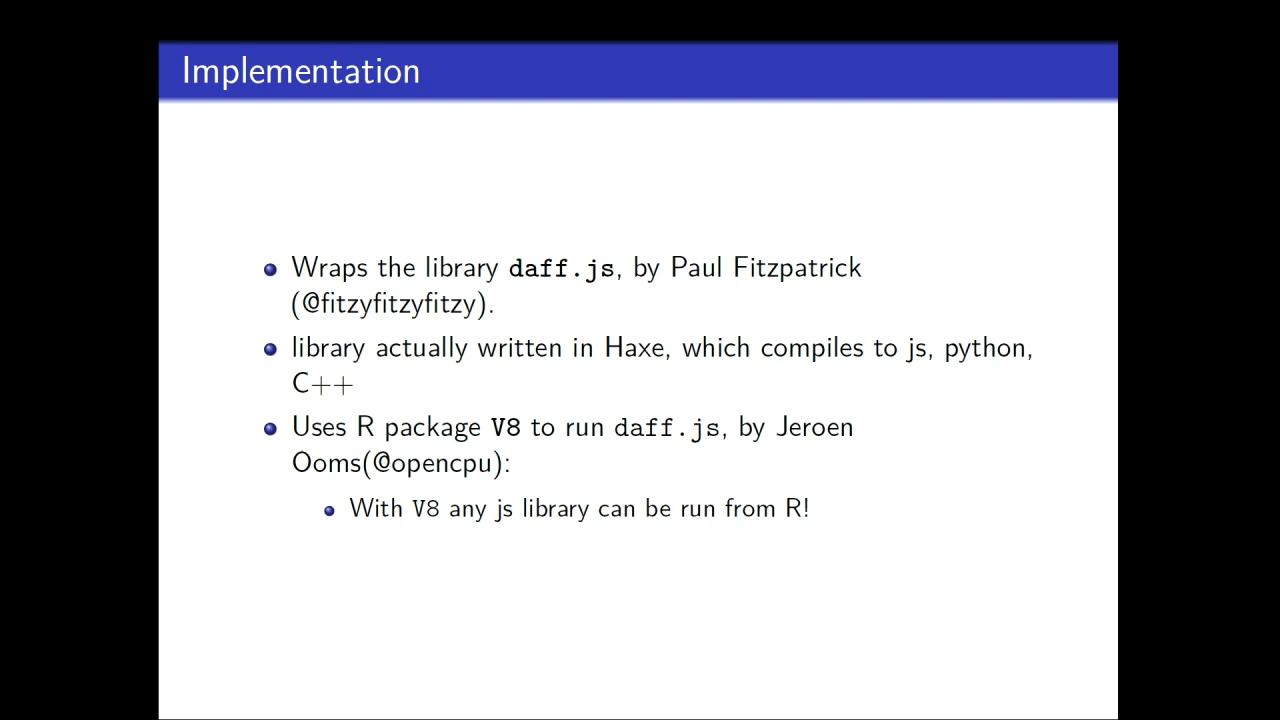 Implementation
Wraps the library daff.js, by Paul Fitzpatrick
(@fitzyfitzyfitzy).
library actually written in Haxe, which compiles to js, python,
C++
Uses R package V8 to run daff.js, by Jeroen
Ooms(@opencpu):
With V8 any js library can be run from R!